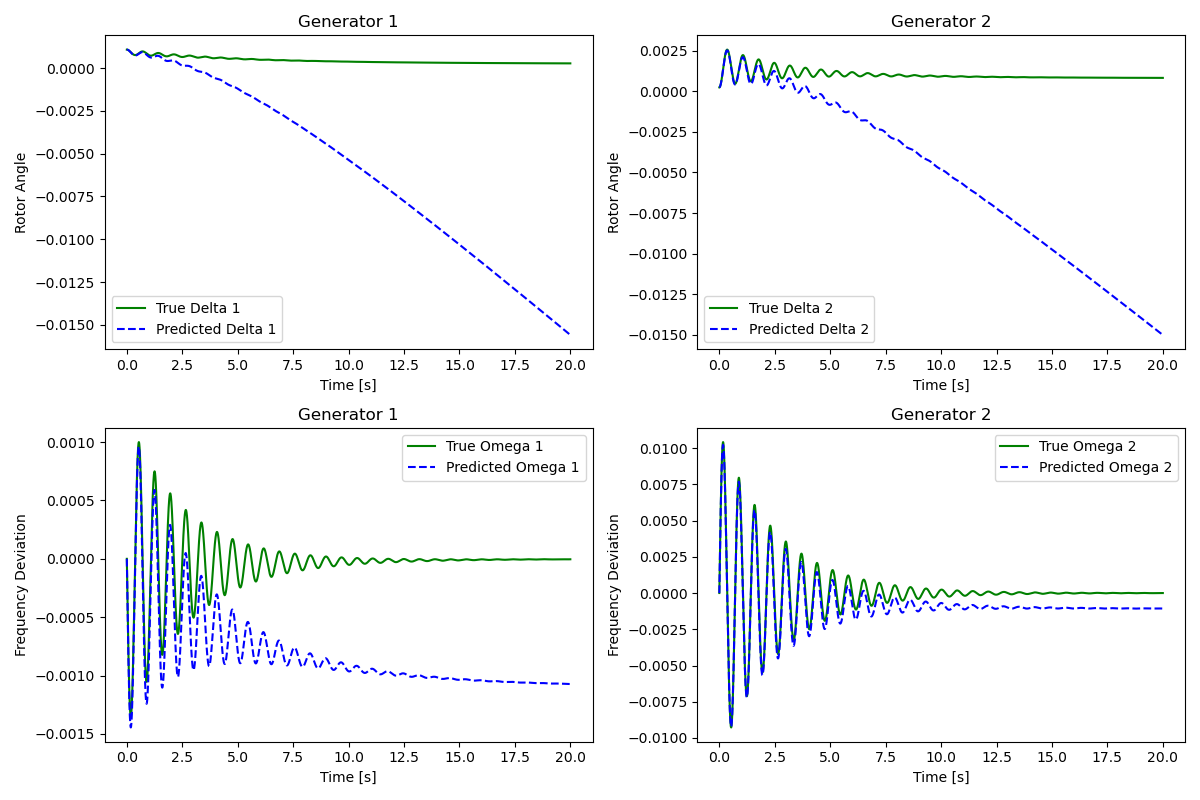 Generator 1
Rotor Angle
0.0000
−0.0025
−0.0050
−0.0075
−0.0100
−0.0125
−0.0150
True Delta 1
Predicted Delta 1
0.0 2.5 5.0 7.5 10.0 12.5 15.0 17.5 20.0
Time [s]
Generator 2
Rotor Angle
0.0025
0.0000
−0.0025
−0.0050
−0.0075
−0.0100
−0.0125
−0.0150
True Delta 2
Predicted Delta 2
0.0 2.5 5.0 7.5 10.0 12.5 15.0 17.5 20.0
Time [s]
Generator 1
Frequency Deviation
0.0010
0.0005
0.0000
−0.0005
−0.0010
−0.0015
True Omega 1
Predicted Omega 1
0.0 2.5 5.0 7.5 10.0 12.5 15.0 17.5 20.0
Time [s]
Generator 2
Frequency Deviation
0.0100
0.0075
0.0050
0.0025
0.0000
−0.0025
−0.0050
−0.0075
−0.0100
True Omega 2
Predicted Omega 2
0.0 2.5 5.0 7.5 10.0 12.5 15.0 17.5 20.0
Time [s]